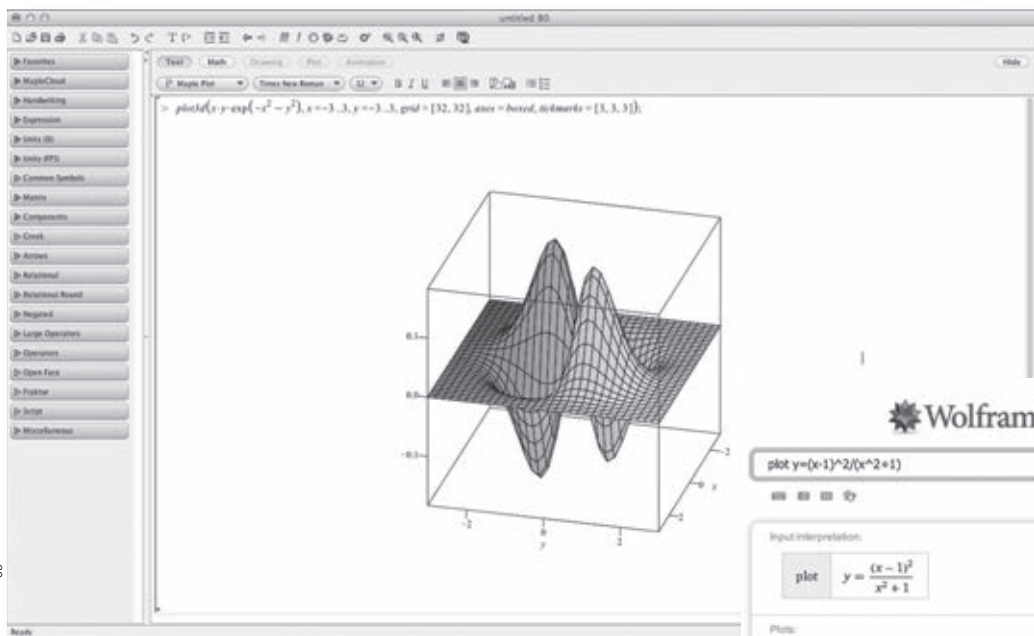 untitled 80
Favorites
MapleCloud
Handwriting
Expression
Units (SI)
Units (FPS)
Common Symbols
Matrix
Components
Greek
Arrows
Relational
Relational Round
Negated
Large Operators
Operators
Open Face
Fraktur
Script
Miscellaneous
Ready
Text Math Drawing Plot Animation Hide
P Maple Plot Times New Roman 12 B I U
> plot3d(x·y·exp(-x² - y²), x = -3..3, y = -3..3, grid = [32, 32], axes = boxed, tickmarks = [3, 3, 3]);
0.0
-2 0 2
y
-2
0 x
-2
Wolfram
plot y=(x-1)^2/(x^2+1)
Input interpretation:
plot y = (x - 1)² / x² + 1
Plots: